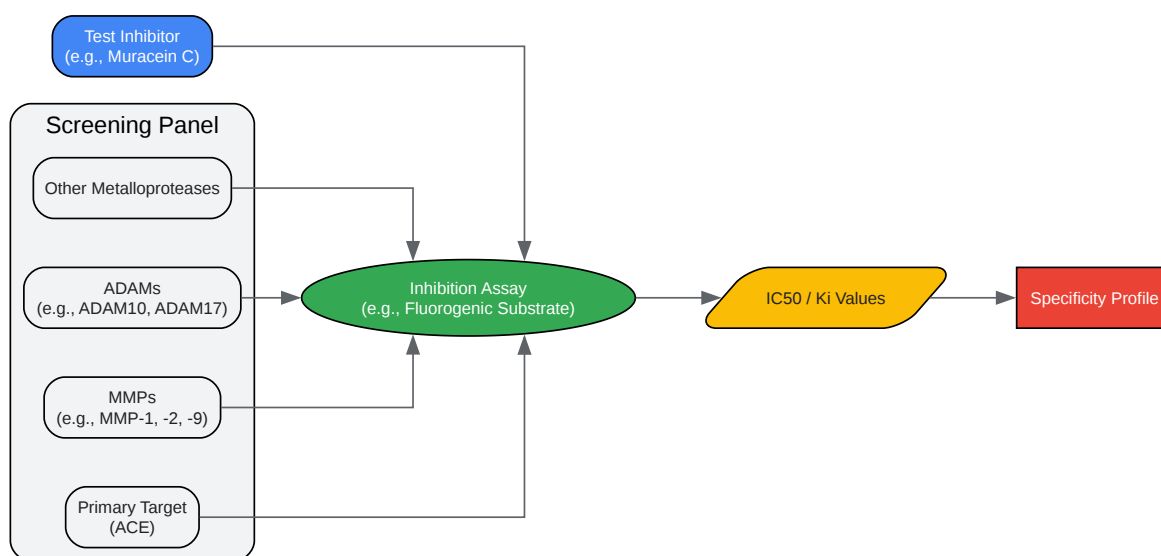 Test Inhibitor
(e.g., Muracein C)
Screening Panel
Other Metalloproteases
ADAMs
(e.g., ADAM10, ADAM17)
MMPs
(e.g., MMP-1, -2, -9)
Primary Target
(ACE)
Inhibition Assay
(e.g., Fluorogenic Substrate)
IC50 / Ki Values
Specificity Profile